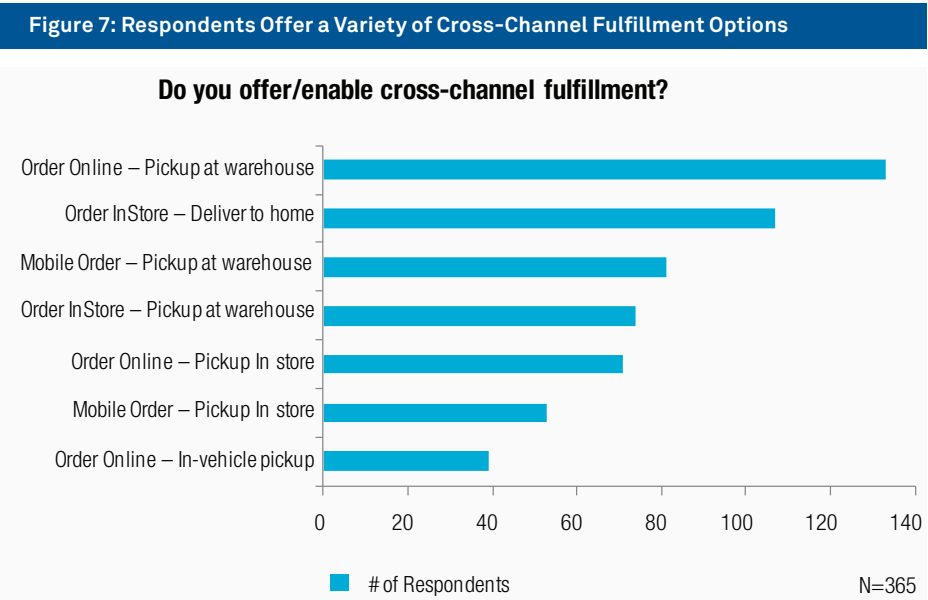 Figure 7: Respondents Offer a Variety of Cross-Channel Fulfillment Options
Do you offer/enable cross-channel fulfillment?
Order Online – Pickup at warehouse
Order InStore – Deliver to home
Mobile Order – Pickup at warehouse
Order InStore – Pickup at warehouse
Order Online – Pickup In store
Mobile Order – Pickup In store
Order Online – In-vehicle pickup
0 20 40 60 80 100 120 140
# of Respondents N=365